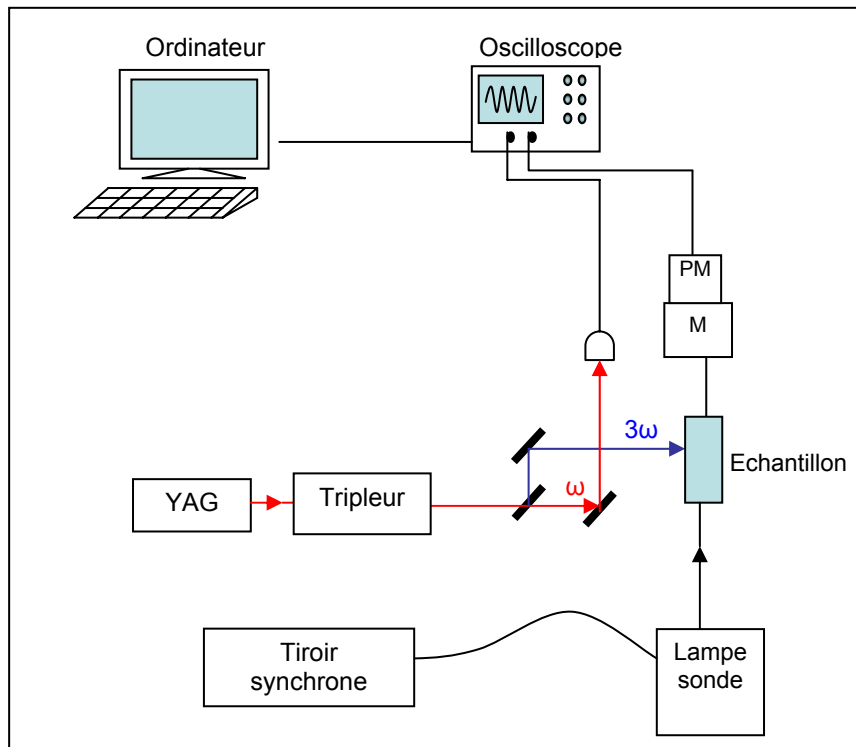 Ordinateur
Oscilloscope
PM
M
3ω
Echantillon
ω
YAG
Tripleur
Tiroir
synchrone
Lampe
sonde